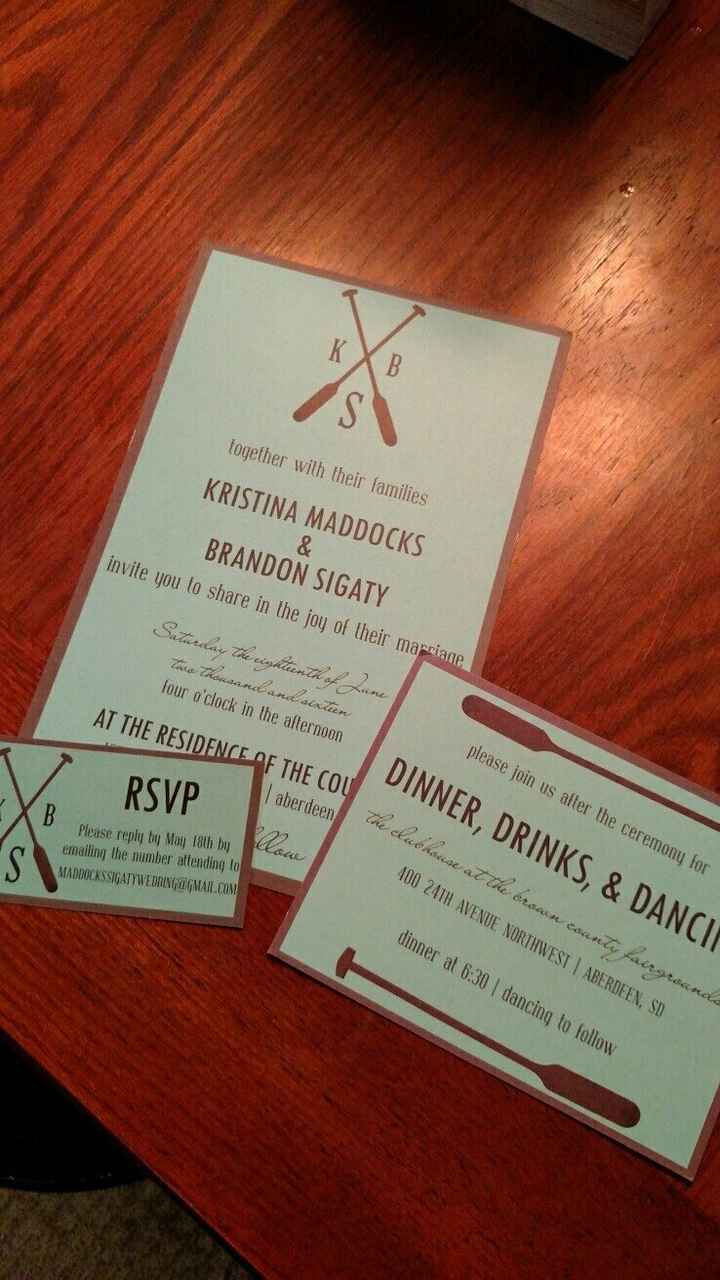 K B
S
together with their families
KRISTINA MADDOCKS
&
BRANDON SIGATY
invite you to share in the joy of their marriage
Saturday the eighteenth of June
two thousand and sixteen
four o'clock in the afternoon
AT THE RESIDENCE OF THE COU
| aberdeen
K B
S
RSVP
Please reply by May 18th by
emailing the number attending to
MADDOCKSSIGATYWEDDING@GMAIL.COM
please join us after the ceremony for
DINNER, DRINKS, & DANCIN
the clubhouse at the brown county fairgrounds
400 24TH AVENUE NORTHWEST | ABERDEEN, SD
dinner at 6:30 | dancing to follow